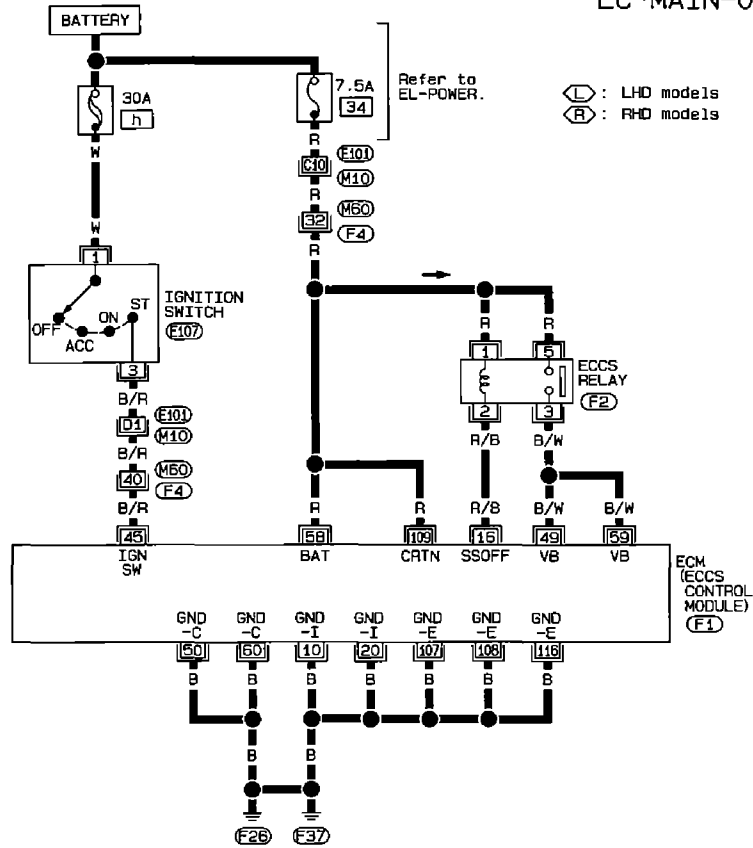 EC-MAIN-0
BATTERY
30A
h
7.5A
34
Refer to
EL-POWER.
L : LHD models
R : RHD models
W
R
C10 E101
M10
R
32 M60
F4
R
W
1
OFF ACC ON ST
IGNITION
SWITCH
E107
3
B/R
D1 E101
M10
B/R
40 M60
F4
B/R
R R
1 5
ECCS
RELAY
F2
2 3
R/B B/W
R R R/B B/W B/W
45 58 109 16 49 59
IGN
SW BAT CRTN SSOFF VB VB
ECM
(ECCS
CONTROL
MODULE)
F1
GND GND GND GND GND GND GND
-C -C -I -I -E -E -E
50 60 10 20 107 108 116
B B B B B B B
B B
F26 F37